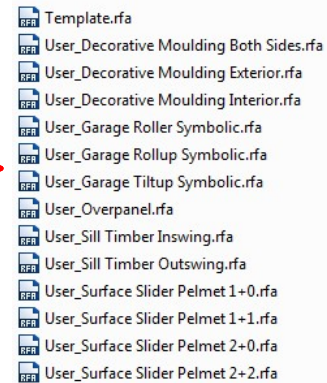 Template.rfa
User_Decorative Moulding Both Sides.rfa
User_Decorative Moulding Exterior.rfa
User_Decorative Moulding Interior.rfa
User_Garage Roller Symbolic.rfa
User_Garage Rollup Symbolic.rfa
User_Garage Tiltup Symbolic.rfa
User_Overpanel.rfa
User_Sill Timber Inswing.rfa
User_Sill Timber Outswing.rfa
User_Surface Slider Pelmet 1+0.rfa
User_Surface Slider Pelmet 1+1.rfa
User_Surface Slider Pelmet 2+0.rfa
User_Surface Slider Pelmet 2+2.rfa